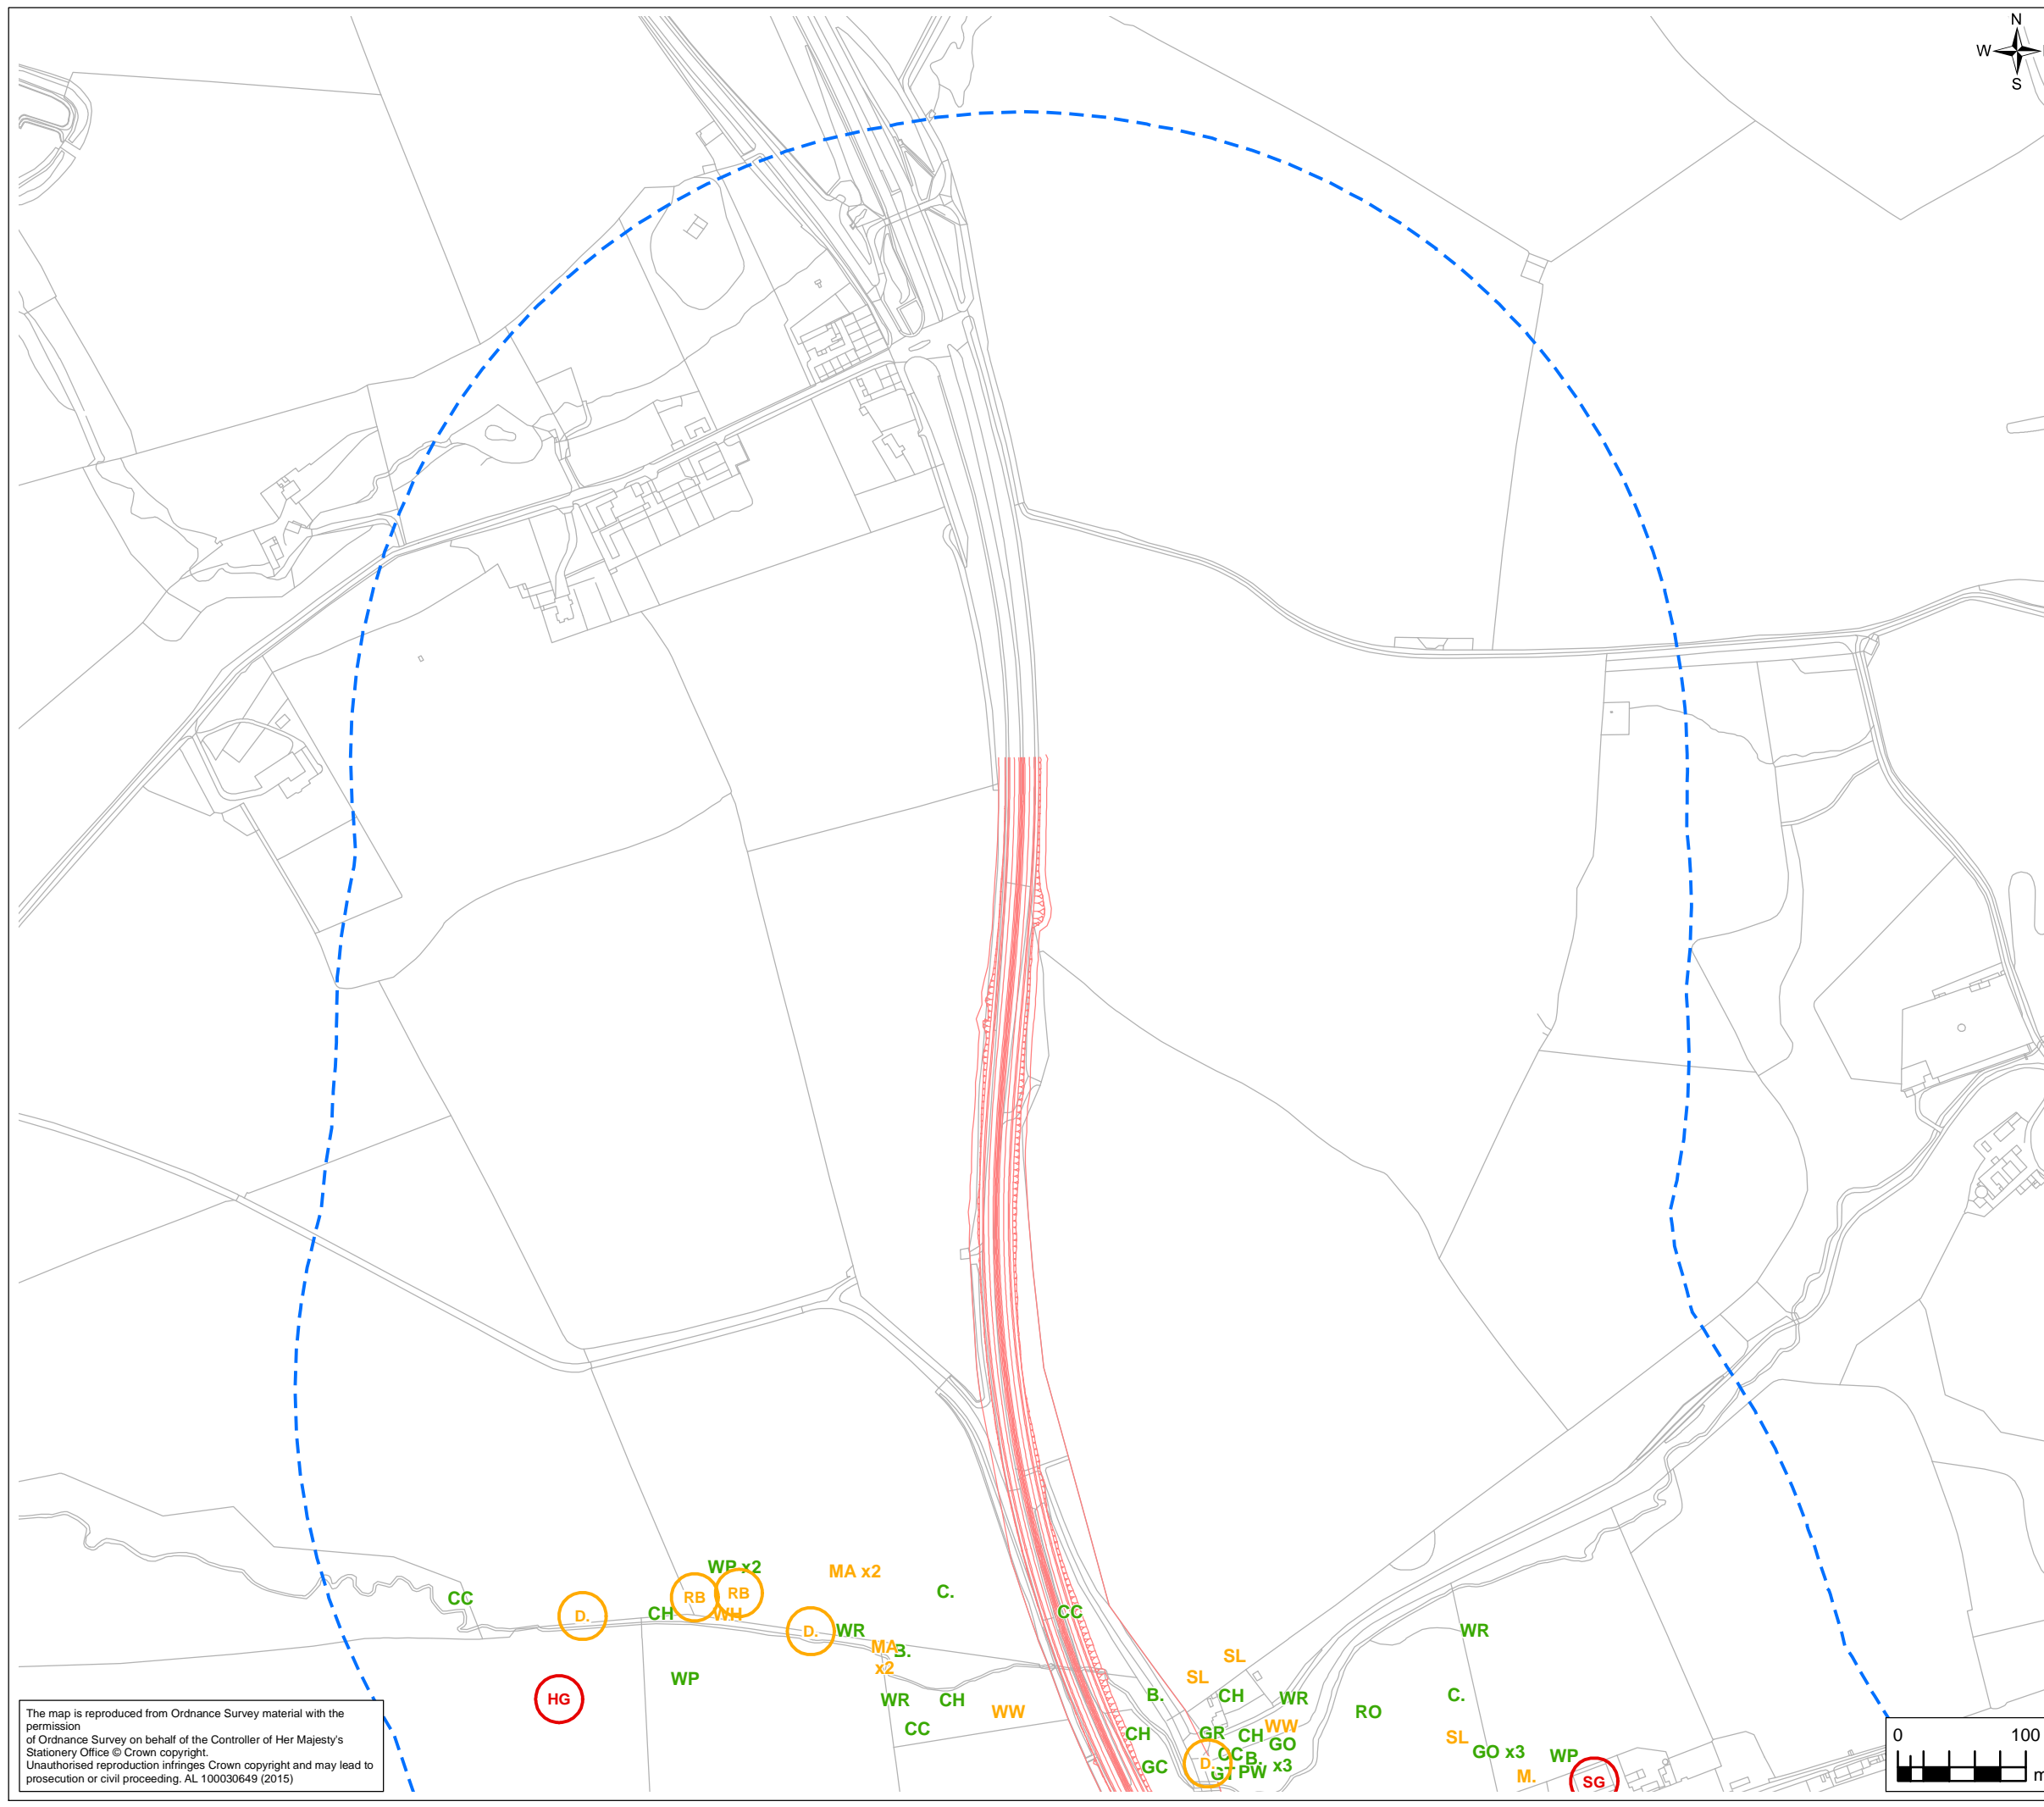 N
W
S
WP x2
MA x2
RB
RB
C.
CC
D.
CH
WH
CC
D.
WR
WR
MA
x2
B.
SL
WP
SL
HG
WR
CH
WW
B.
CH
WR
C.
RO
CC
CH
GR
CH
WW
SL
GO
GO x3
WP
GC
D.
CC
B.
x3
GT
PW
M.
SG
The map is reproduced from Ordnance Survey material with the
permission
of Ordnance Survey on behalf of the Controller of Her Majesty's
Stationery Office © Crown copyright.
Unauthorised reproduction infringes Crown copyright and may lead to
prosecution or civil proceeding. AL 100030649 (2015)
0 100
m